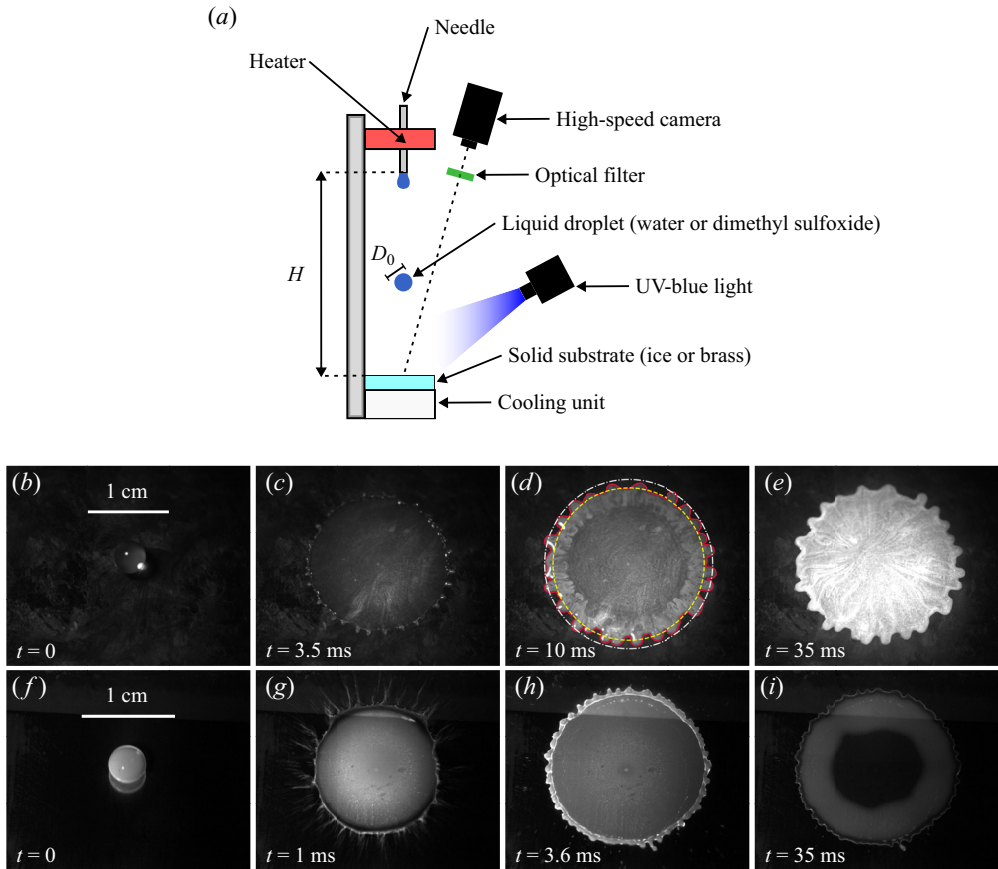 (a)
Needle
Heater
High-speed camera
Optical filter
Liquid droplet (water or dimethyl sulfoxide)
D0
H
UV-blue light
Solid substrate (ice or brass)
Cooling unit
(b)
1 cm
t = 0
(c)
t = 3.5 ms
(d)
t = 10 ms
(e)
t = 35 ms
(f)
1 cm
t = 0
(g)
t = 1 ms
(h)
t = 3.6 ms
(i)
t = 35 ms